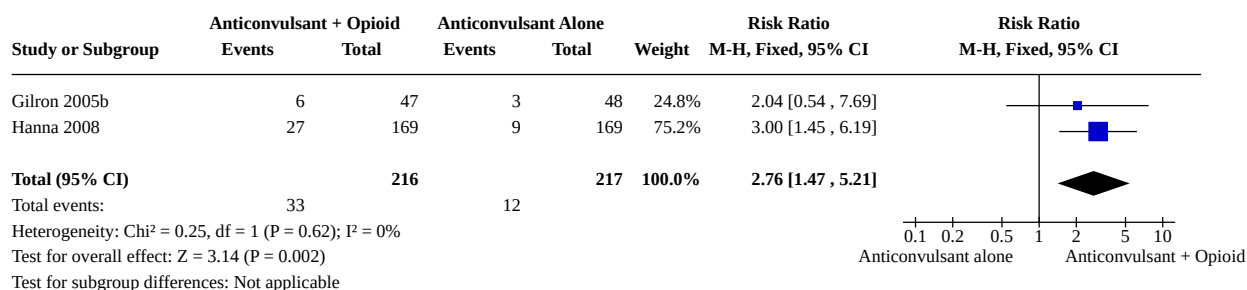 Anticonvulsant + Opioid Anticonvulsant Alone Risk Ratio Risk Ratio
Study or Subgroup Events Total Events Total Weight M-H, Fixed, 95% CI M-H, Fixed, 95% CI
Gilron 2005b 6 47 3 48 24.8% 2.04 [0.54 , 7.69]
Hanna 2008 27 169 9 169 75.2% 3.00 [1.45 , 6.19]
Total (95% CI) 216 217 100.0% 2.76 [1.47 , 5.21]
Total events: 33 12
Heterogeneity: Chi² = 0.25, df = 1 (P = 0.62); I² = 0%
0.1 0.2 0.5 1 2 5 10
Test for overall effect: Z = 3.14 (P = 0.002) Anticonvulsant alone Anticonvulsant + Opioid
Test for subgroup differences: Not applicable